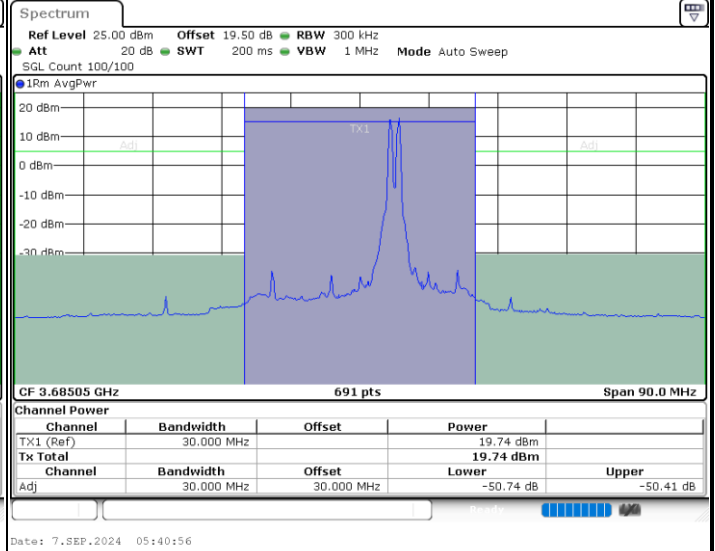 Spectrum
Ref Level 25.00 dBm Offset 19.50 dB RBW 300 kHz
Att 20 dB SWT 200 ms VBW 1 MHz Mode Auto Sweep
SGL Count 100/100
1Rm AvgPwr
20 dBm
TX1
10 dBm
Adj Adj
0 dBm
-10 dBm
-20 dBm
-30 dBm
CF 3.68505 GHz 691 pts Span 90.0 MHz
Channel Power
Channel Bandwidth Offset Power
TX1 (Ref) 30.000 MHz 19.74 dBm
Tx Total 19.74 dBm
Channel Bandwidth Offset Lower Upper
Adj 30.000 MHz 30.000 MHz -50.74 dB -50.41 dB
Ready
Date: 7.SEP.2024 05:40:56